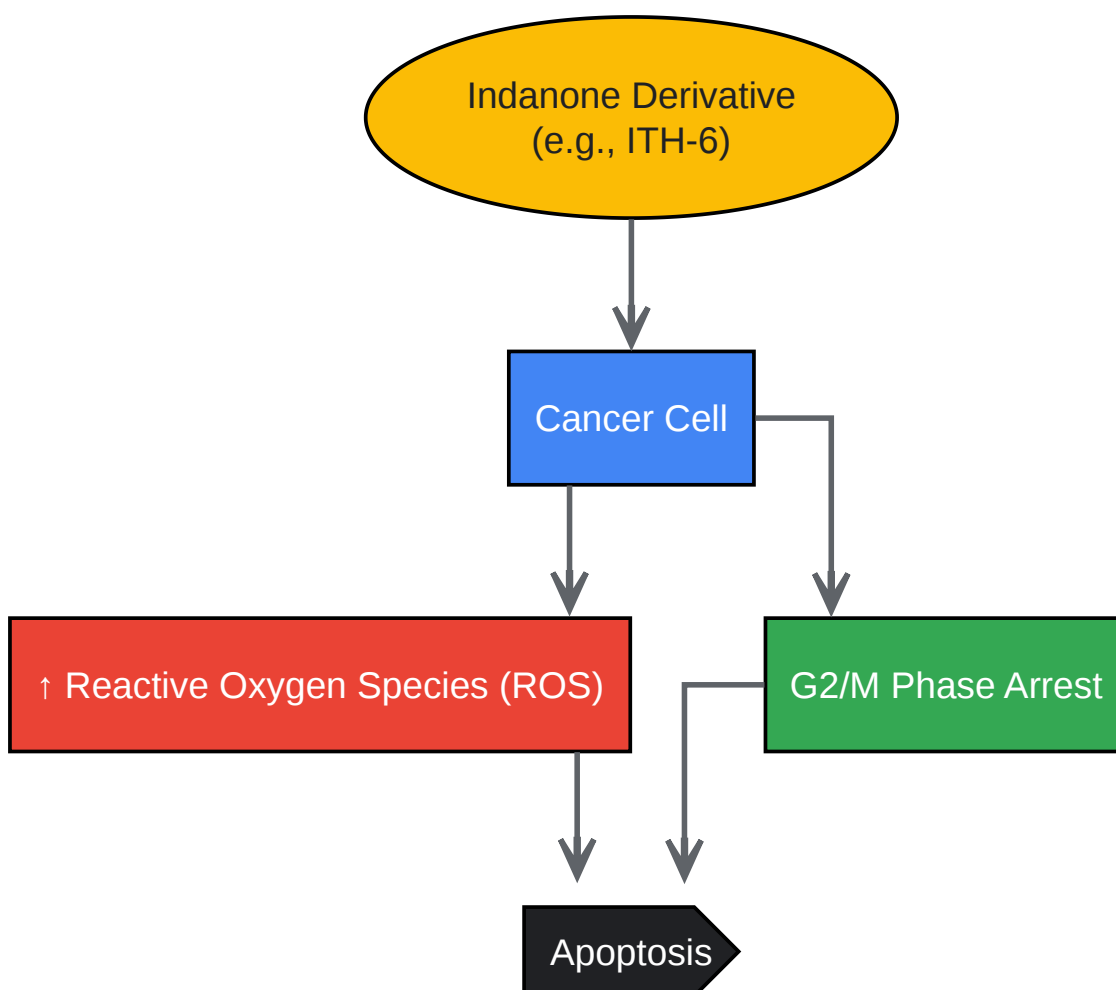 Indanone Derivative
(e.g., ITH-6)
Cancer Cell
↑ Reactive Oxygen Species (ROS)
G2/M Phase Arrest
Apoptosis